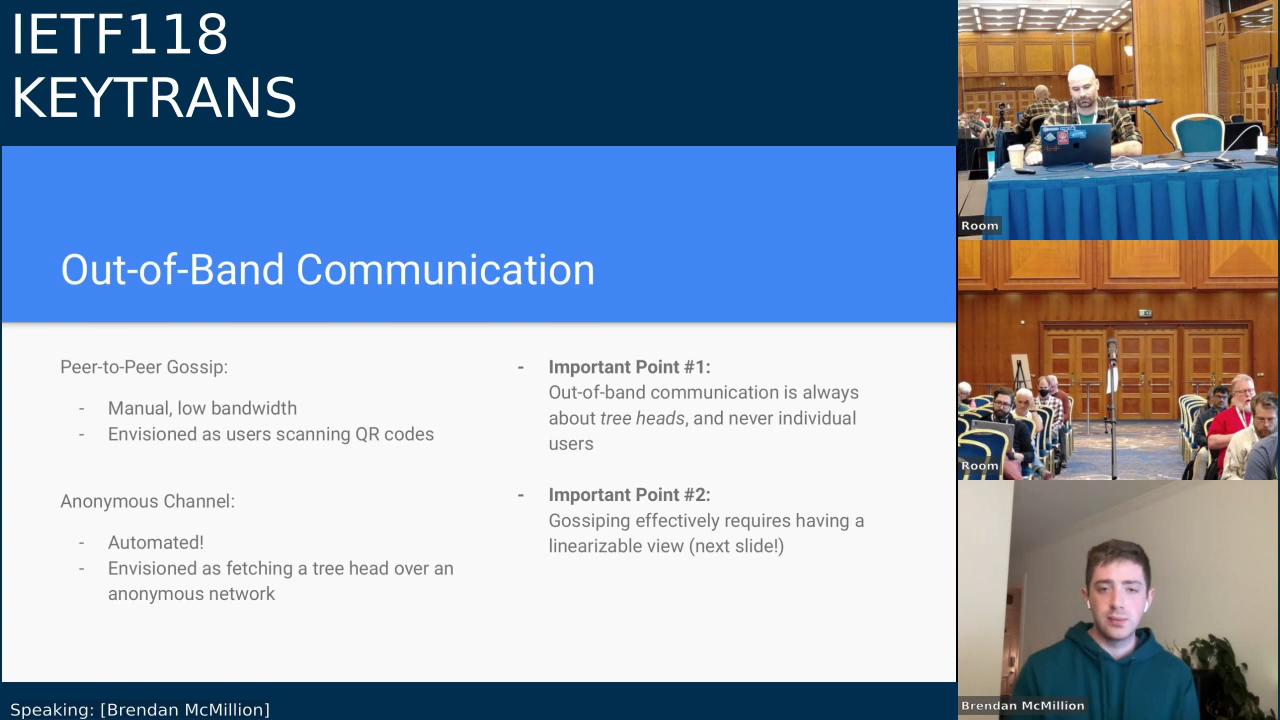 IETF118
KEYTRANS
Out-of-Band Communication
Peer-to-Peer Gossip:
- Manual, low bandwidth
- Envisioned as users scanning QR codes
Anonymous Channel:
- Automated!
- Envisioned as fetching a tree head over an
anonymous network
- Important Point #1:
Out-of-band communication is always
about tree heads, and never individual
users
- Important Point #2:
Gossiping effectively requires having a
linearizable view (next slide!)
Speaking: [Brendan McMillion]
Room
Room
Brendan McMillion